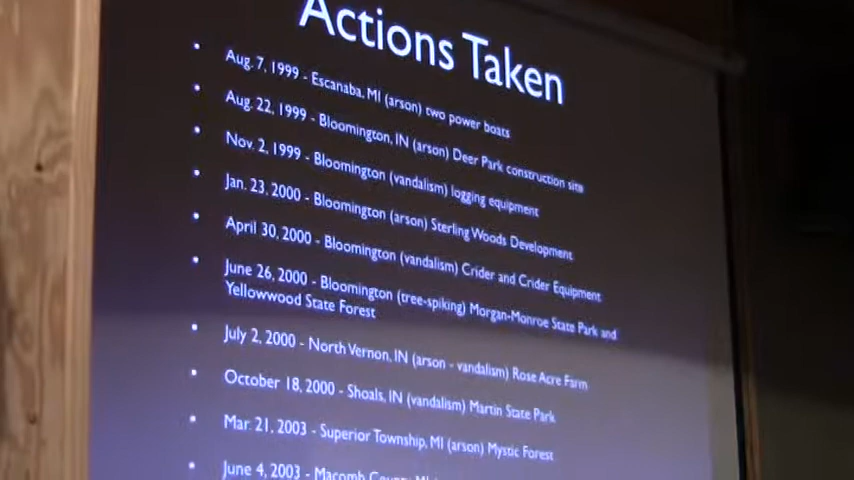 Actions Taken
• Aug. 7, 1999 - Escanaba, MI (arson) two power boats
• Aug. 22, 1999 - Bloomington, IN (arson) Deer Park construction site
• Nov. 2, 1999 - Bloomington (vandalism) logging equipment
• Jan. 23, 2000 - Bloomington (arson) Sterling Woods Development
• April 30, 2000 - Bloomington (vandalism) Crider and Crider Equipment
• June 26, 2000 - Bloomington (tree-spiking) Morgan-Monroe State Park and
Yellowwood State Forest
• July 2, 2000 - North Vernon, IN (arson - vandalism) Rose Acre Farm
• October 18, 2000 - Shoals, IN (vandalism) Martin State Park
• Mar. 21, 2003 - Superior Township, MI (arson) Mystic Forest
• June 4, 2003 - Macomb County